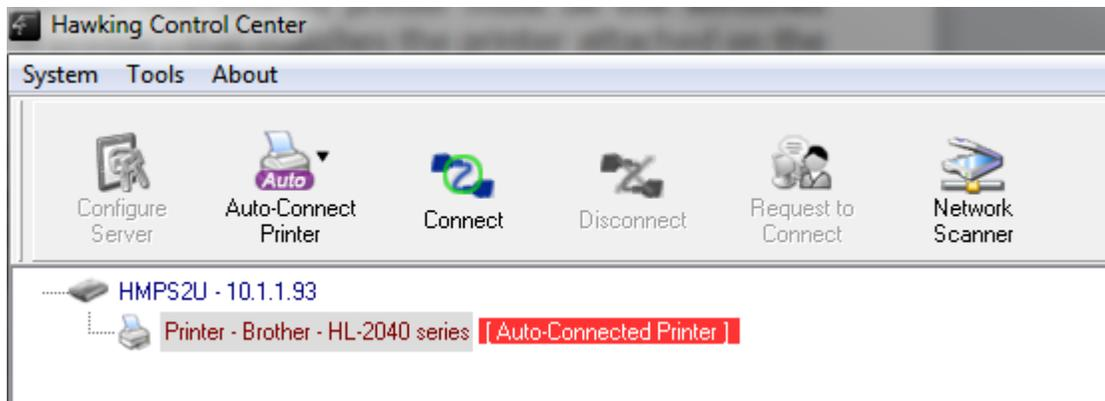 Hawking Control Center
System Tools About
Auto
Configure Server
Auto-Connect Printer
Connect
Disconnect
Request to Connect
Network Scanner
HMPS2U - 10.1.1.93
Printer - Brother - HL-2040 series [ Auto-Connected Printer ]